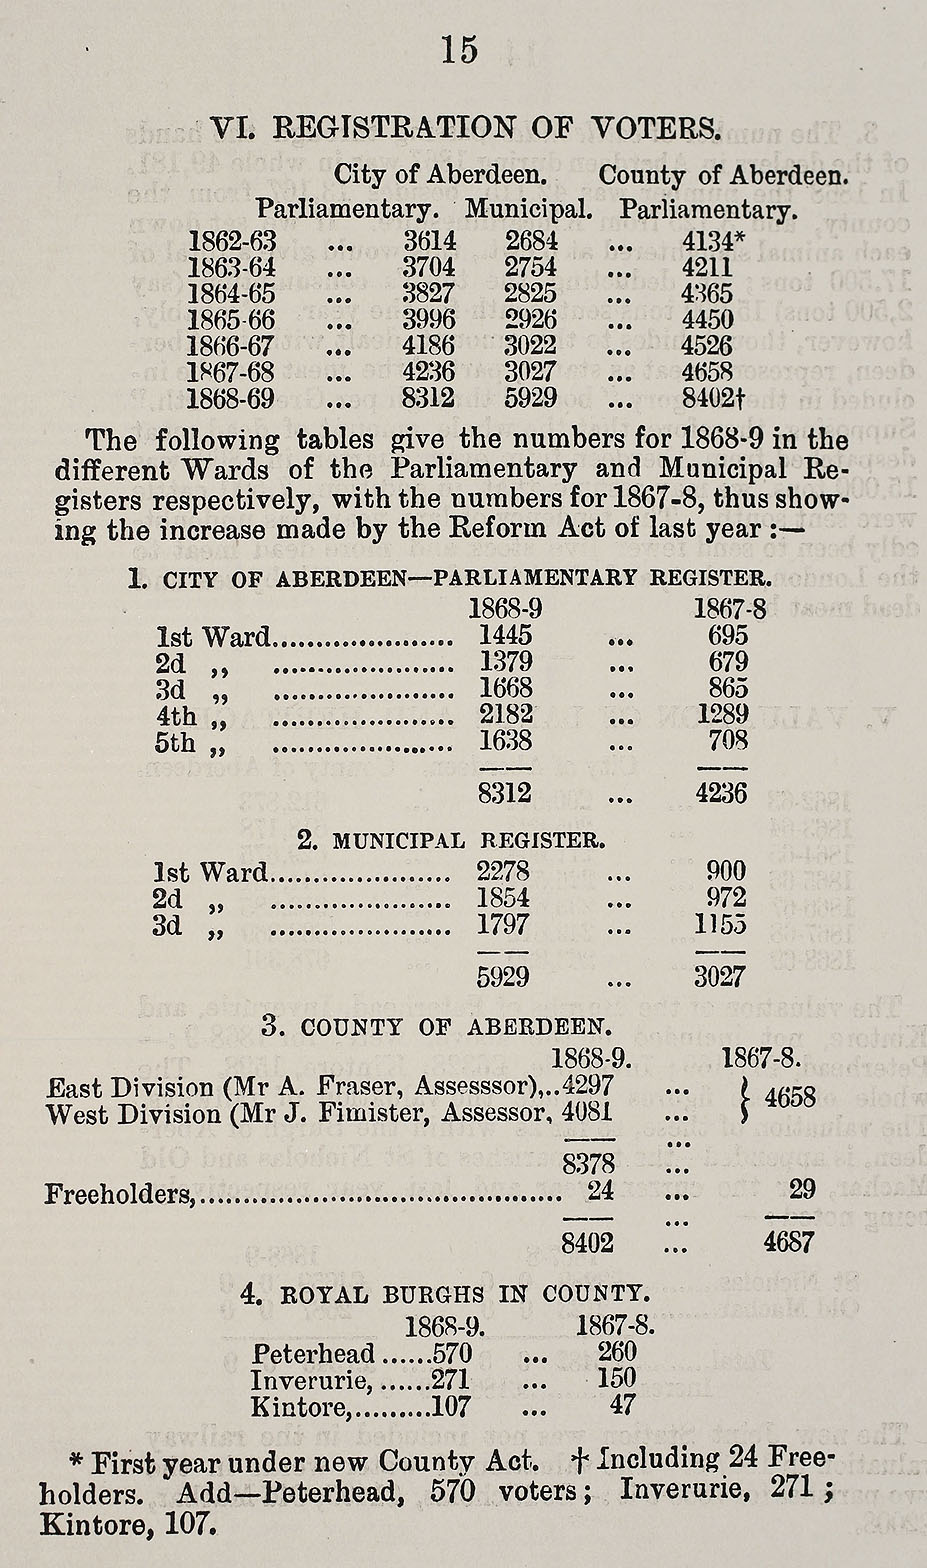 15
VI. REGISTRATION OF VOTERS.
City of Aberdeen. County of Aberdeen.
Parliamentary. Municipal. Parliamentary.
1862-63 ... 3614 2684 ... 4134*
1863-64 ... 3704 2754 ... 4211
1864-65 ... 3827 2825 ... 4365
1865-66 ... 3996 2926 ... 4450
1866-67 ... 4186 3022 ... 4526
1867-68 ... 4236 3027 ... 4658
1868-69 ... 8312 5929 ... 8402†
The following tables give the numbers for 1868-9 in the
different Wards of the Parliamentary and Municipal Re-
gisters respectively, with the numbers for 1867-8, thus show-
ing the increase made by the Reform Act of last year :—
1. CITY OF ABERDEEN—PARLIAMENTARY REGISTER.
1868-9 1867-8
1st Ward..................... 1445 ... 695
2d ,, ..................... 1379 ... 679
3d ,, ..................... 1668 ... 865
4th ,, ..................... 2182 ... 1289
5th ,, ..................... 1638 ... 708
8312 ... 4236
2. MUNICIPAL REGISTER.
1st Ward..................... 2278 ... 900
2d ,, ..................... 1854 ... 972
3d ,, ..................... 1797 ... 1155
5929 ... 3027
3. COUNTY OF ABERDEEN.
1868-9. 1867-8.
East Division (Mr A. Fraser, Assesssor),..4297 ... } 4658
West Division (Mr J. Fimister, Assessor, 4081 ...
...
8378 ...
Freeholders,.......................................... 24 ... 29
...
8402 ... 4687
4. ROYAL BURGHS IN COUNTY.
1868-9. 1867-8.
Peterhead ......570 ... 260
Inverurie, ......271 ... 150
Kintore,.........107 ... 47
* First year under new County Act. † Including 24 Free-
holders. Add—Peterhead, 570 voters ; Inverurie, 271 ;
Kintore, 107.